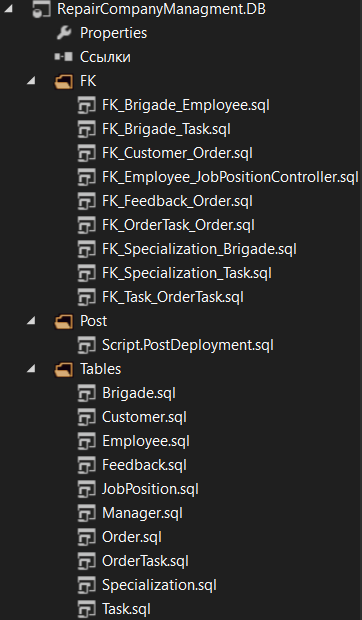 RepairCompanyManagment.DB
Properties
Ссылки
FK
FK_Brigade_Employee.sql
FK_Brigade_Task.sql
FK_Customer_Order.sql
FK_Employee_JobPositionController.sql
FK_Feedback_Order.sql
FK_OrderTask_Order.sql
FK_Specialization_Brigade.sql
FK_Specialization_Task.sql
FK_Task_OrderTask.sql
Post
Script.PostDeployment.sql
Tables
Brigade.sql
Customer.sql
Employee.sql
Feedback.sql
JobPosition.sql
Manager.sql
Order.sql
OrderTask.sql
Specialization.sql
Task.sql